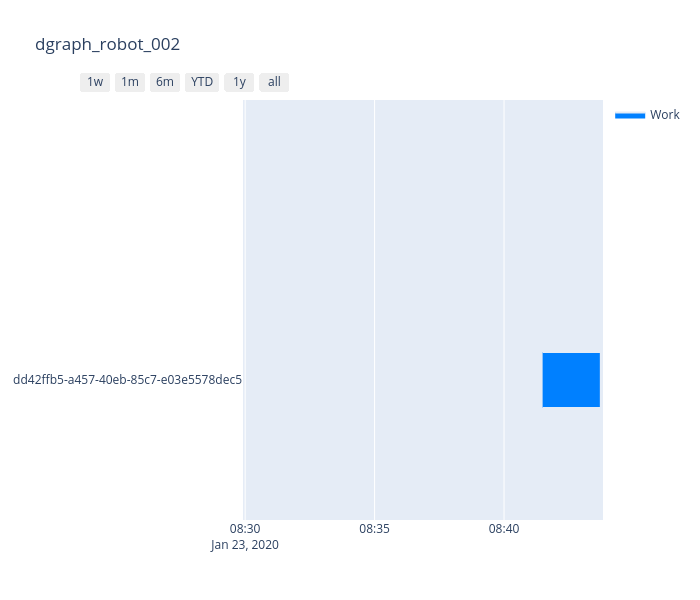 dgraph_robot_002
1w 1m 6m YTD 1y all
Work
dd42ffb5-a457-40eb-85c7-e03e5578dec5
08:30 08:35 08:40
Jan 23, 2020